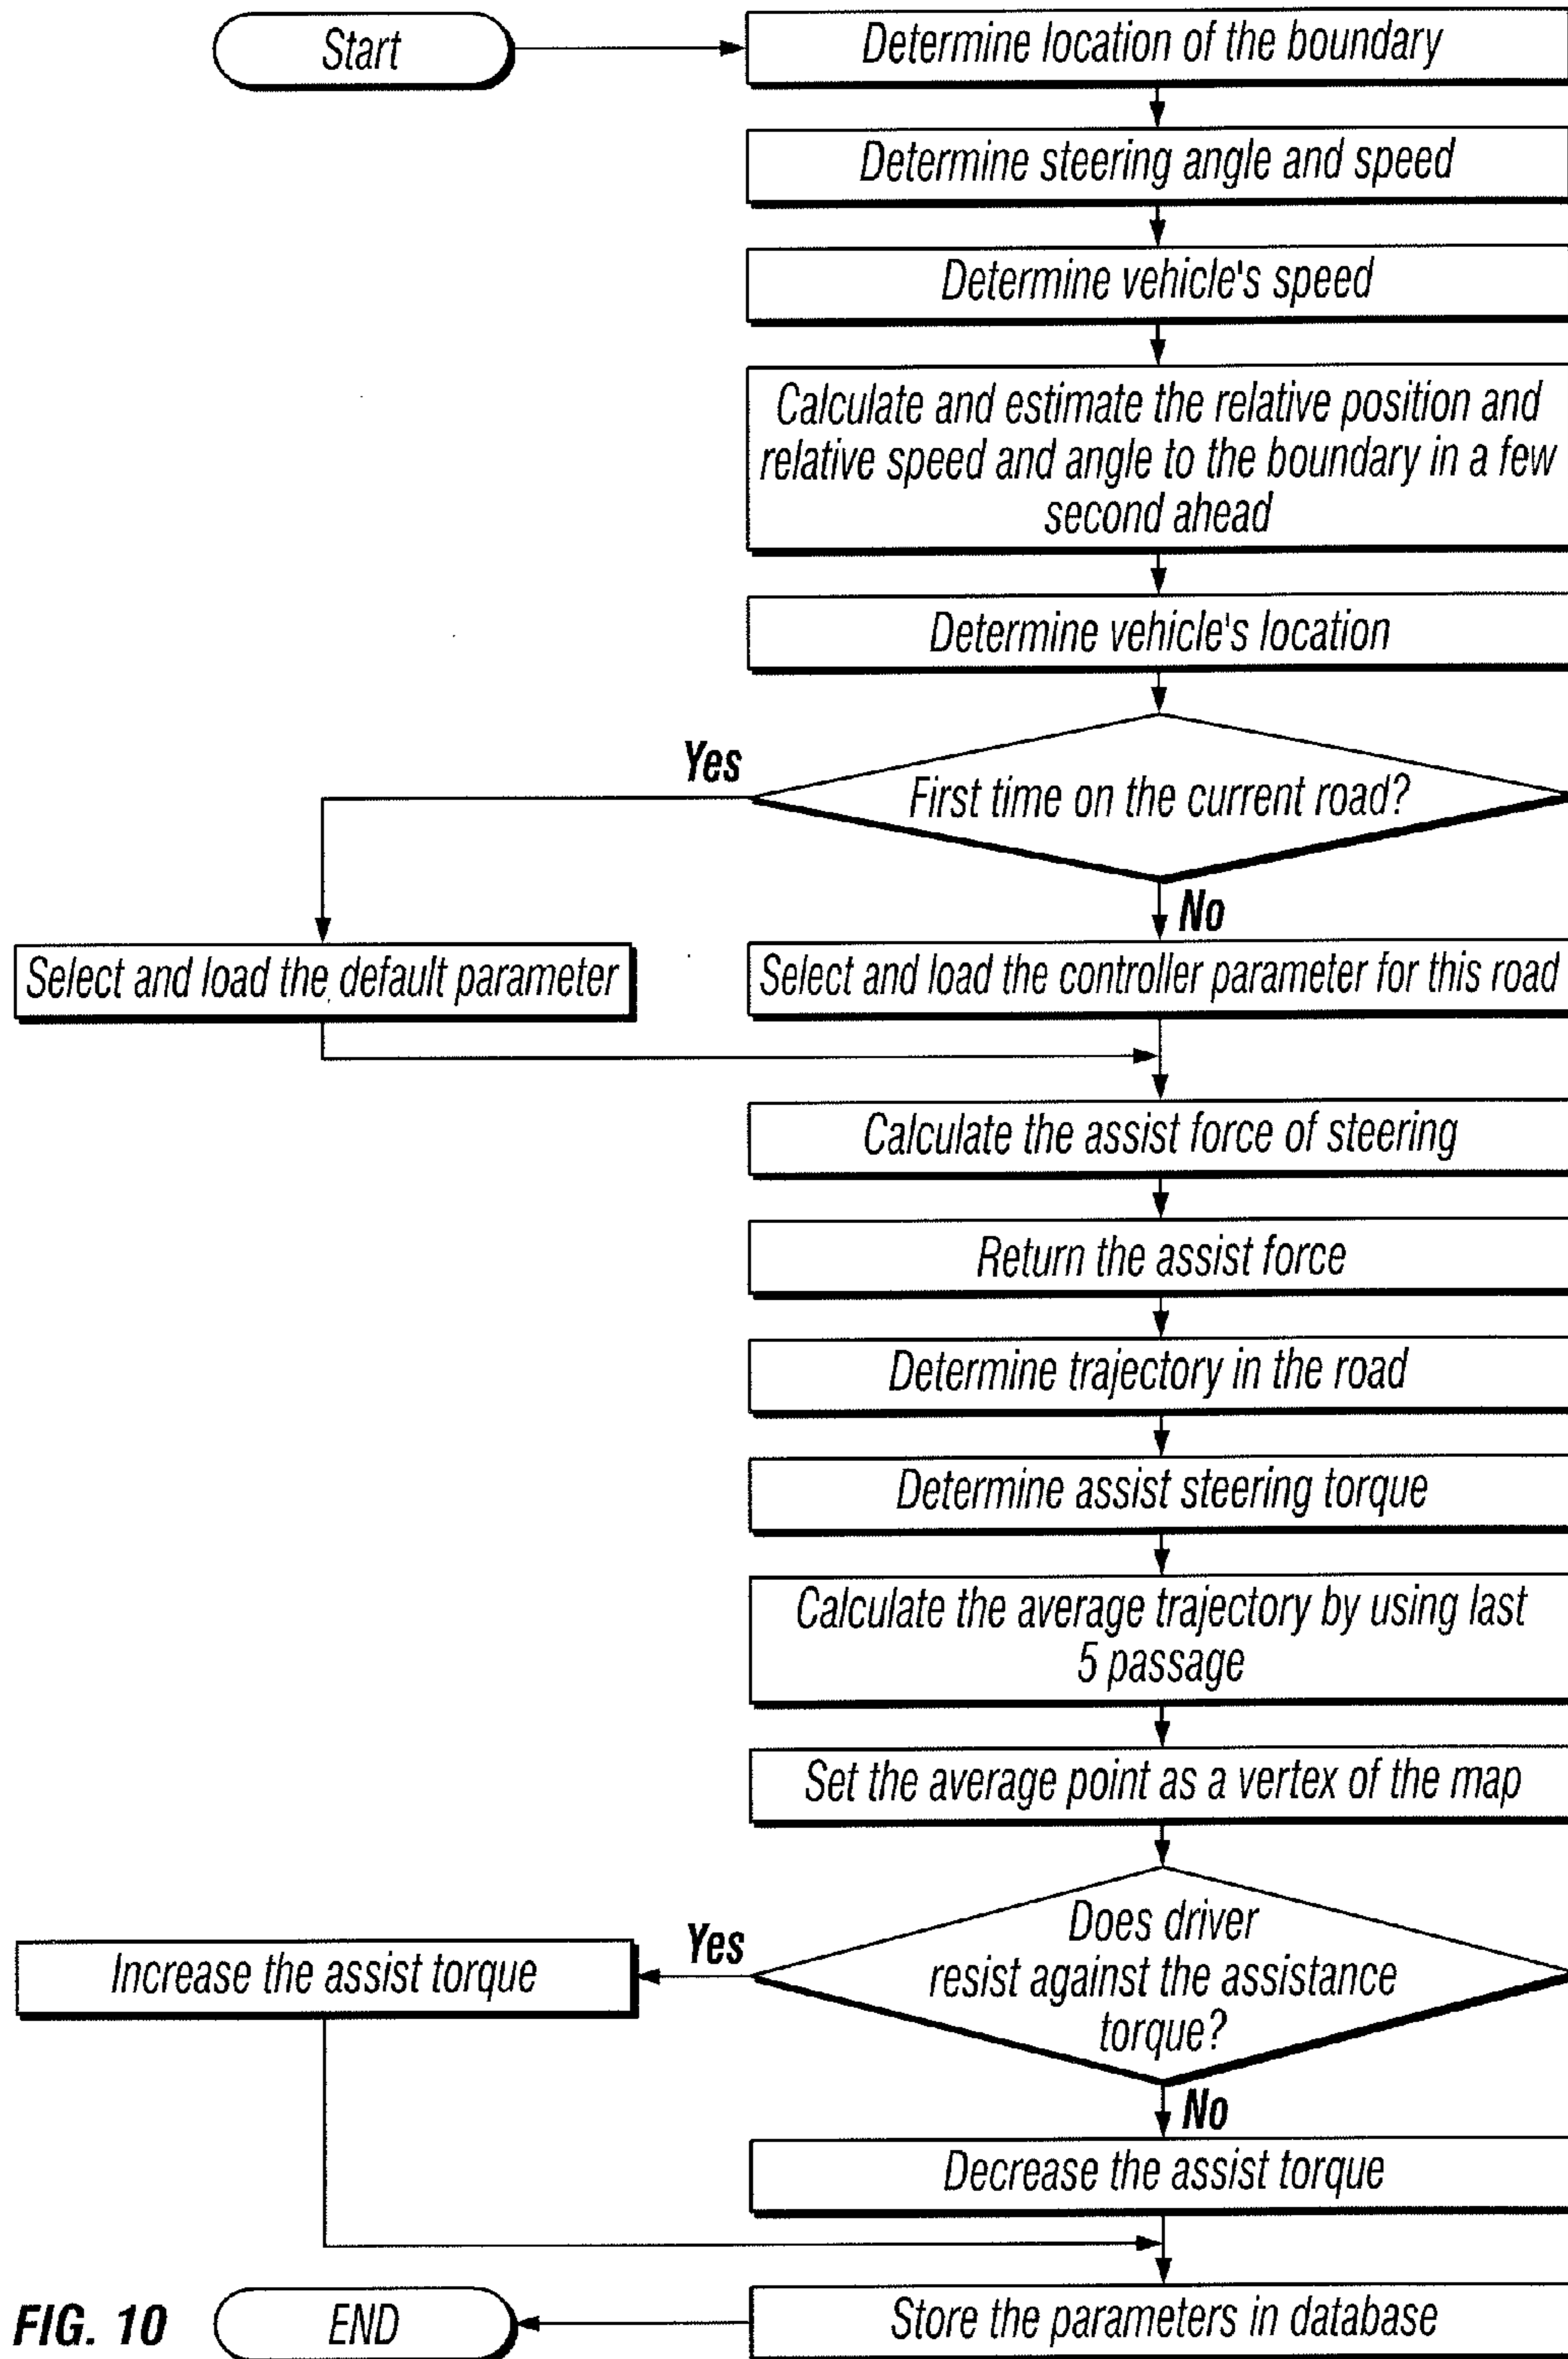 Start
Determine location of the boundary
Determine steering angle and speed
Determine vehicle's speed
Calculate and estimate the relative position and
relative speed and angle to the boundary in a few
second ahead
Determine vehicle's location
First time on the current road?
Yes
No
Select and load the default parameter
Select and load the controller parameter for this road
Calculate the assist force of steering
Return the assist force
Determine trajectory in the road
Determine assist steering torque
Calculate the average trajectory by using last
5 passage
Set the average point as a vertex of the map
Does driver
resist against the assistance
torque?
Yes
Increase the assist torque
No
Decrease the assist torque
Store the parameters in database
END
FIG. 10